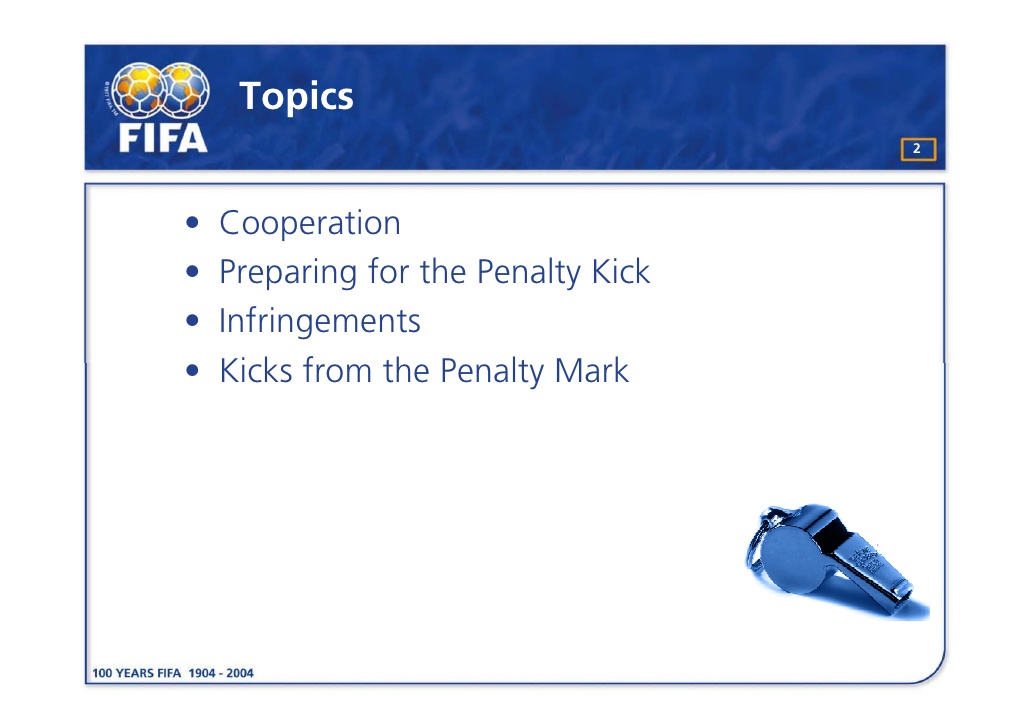 Topics
FIFA
2
• Cooperation
• Preparing for the Penalty Kick
• Infringements
• Kicks from the Penalty Mark
100 YEARS FIFA 1904 - 2004